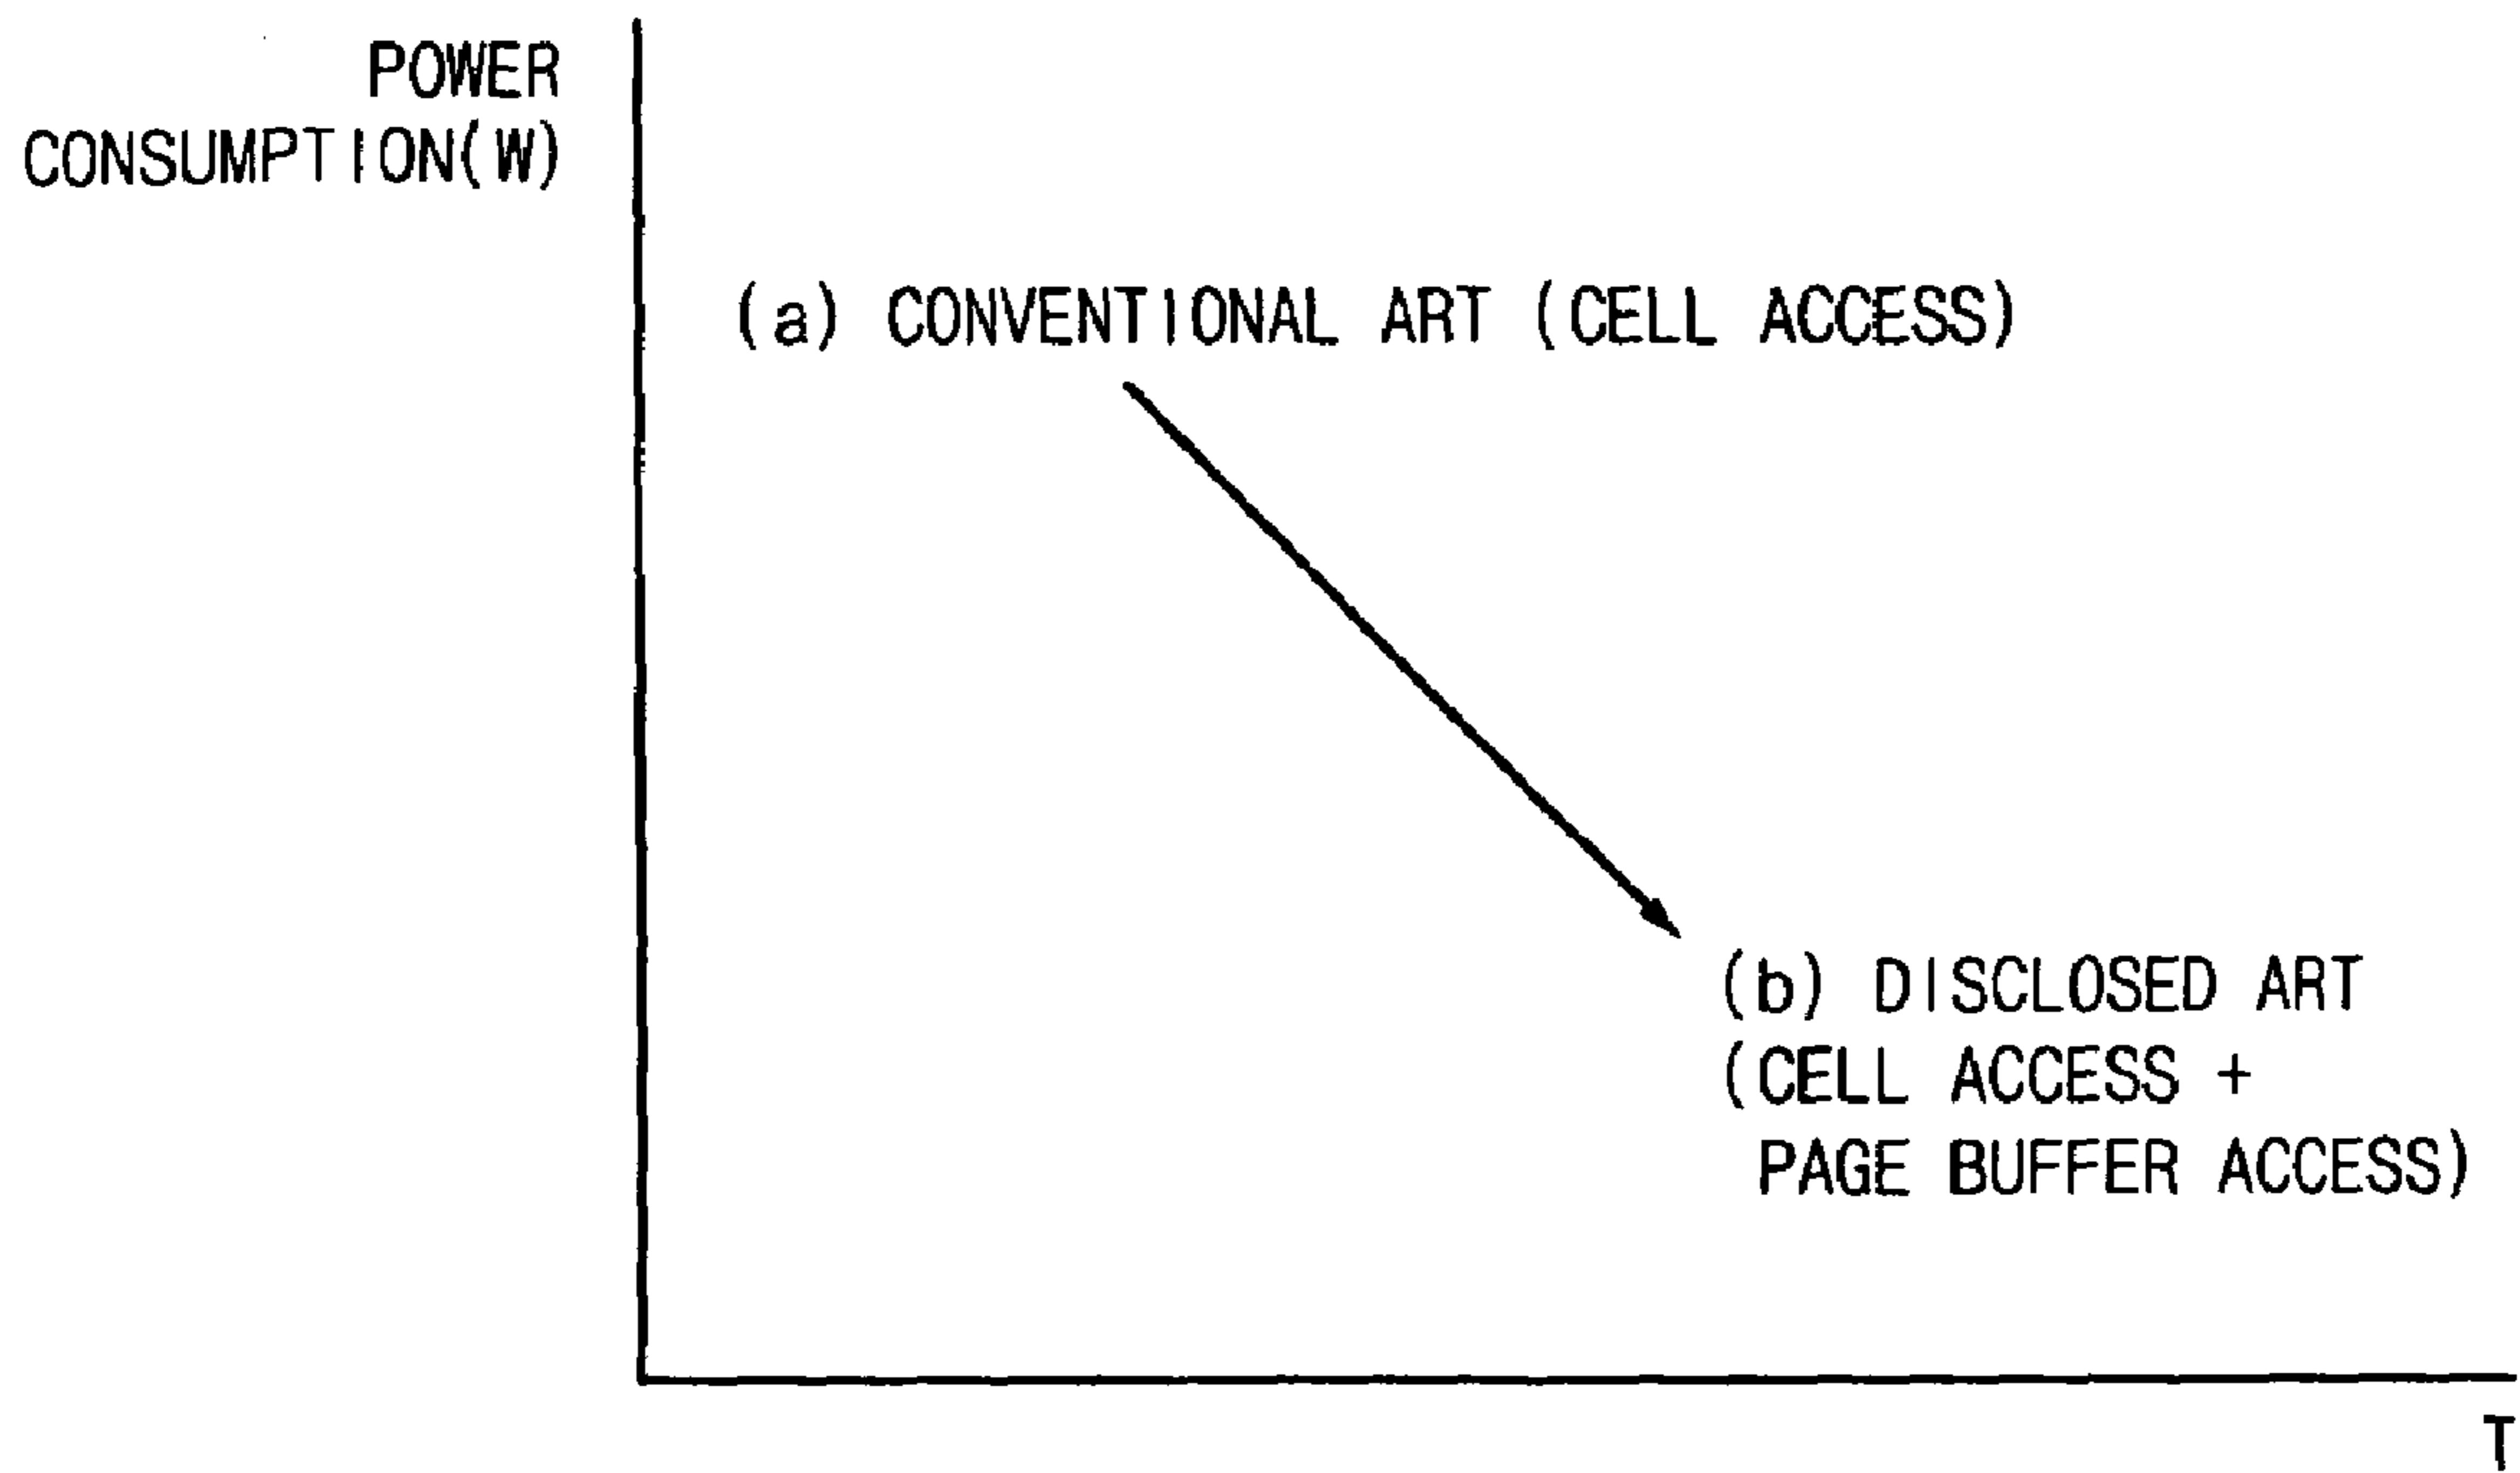 POWER
CONSUMPTION(W)
(a) CONVENTIONAL ART (CELL ACCESS)
(b) DISCLOSED ART
(CELL ACCESS +
PAGE BUFFER ACCESS)
T